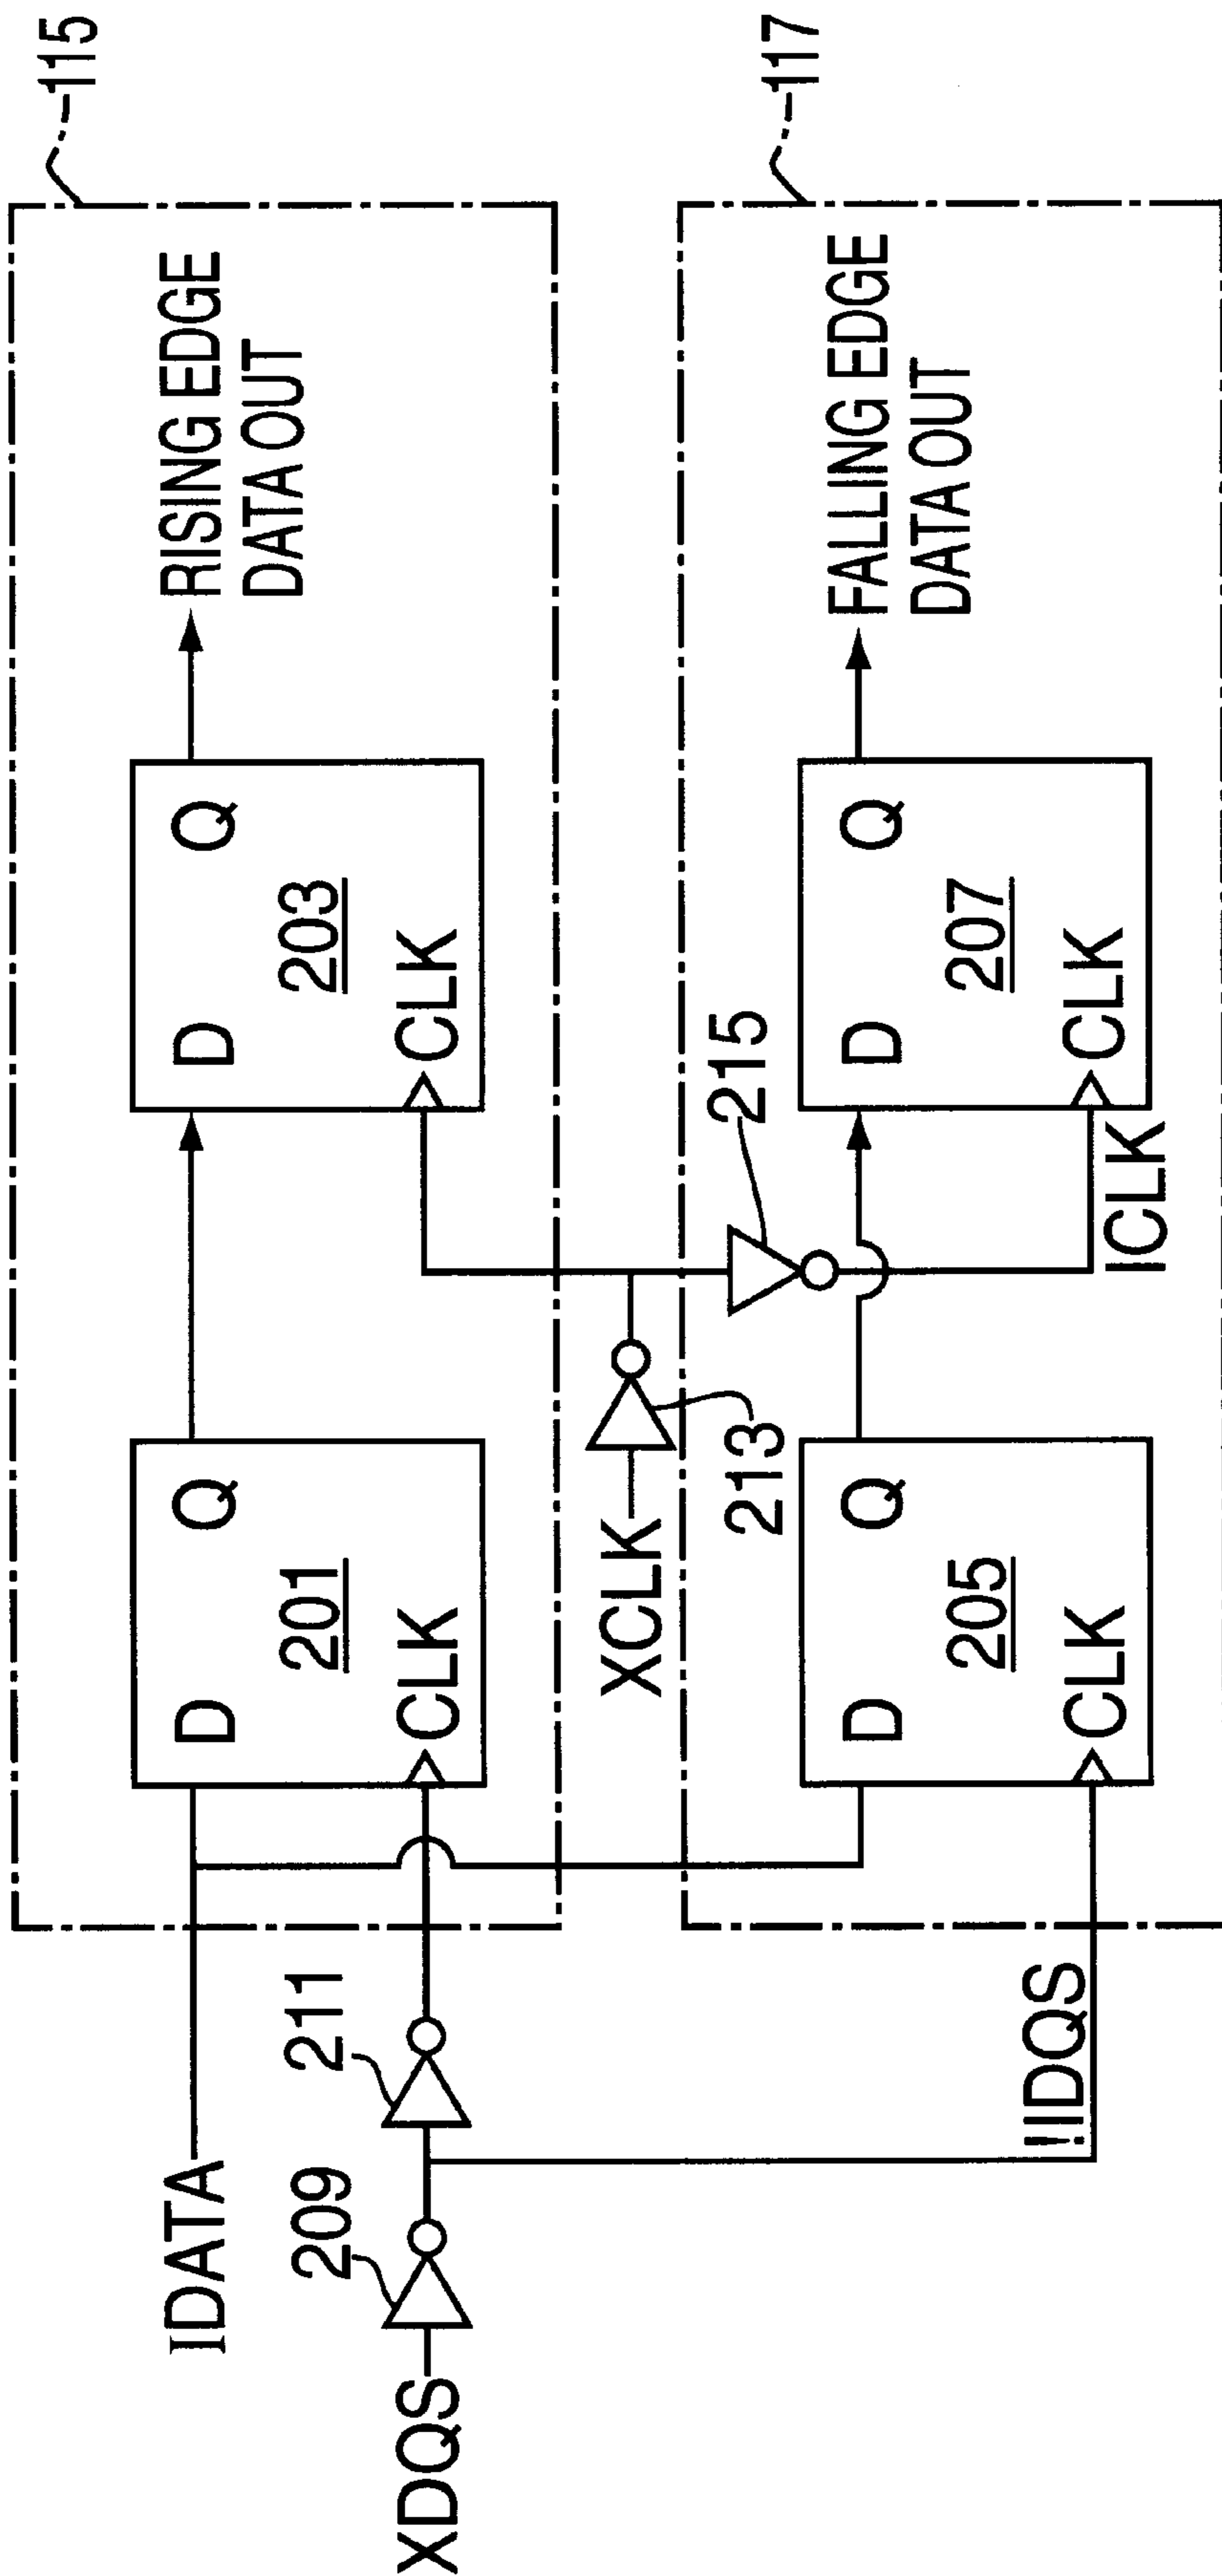 115
IDATA
D
Q
201
CLK
D
Q
203
CLK
RISING EDGE
DATA OUT
XDQS
209
211
XCLK
213
215
117
!IDQS
D
Q
205
CLK
D
Q
207
CLK
ICLK
FALLING EDGE
DATA OUT